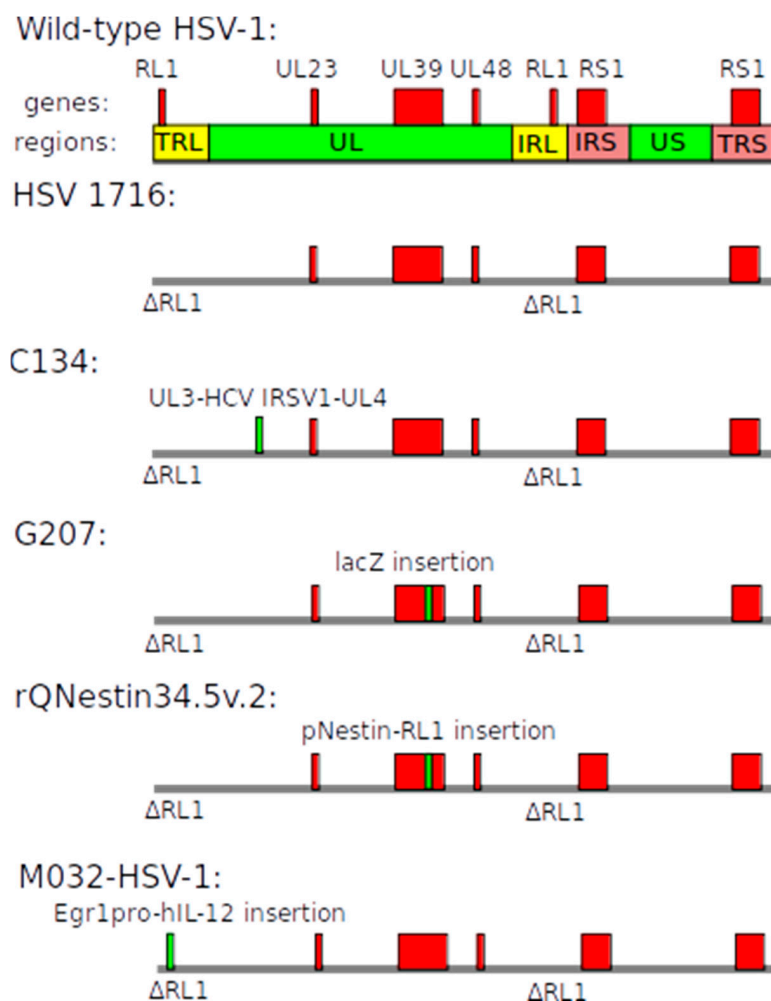 Wild-type HSV-1:
RL1 UL23 UL39 UL48 RL1 RS1 RS1
genes:
regions: TRL UL IRL IRS US TRS
HSV 1716:
ΔRL1 ΔRL1
C134:
UL3-HCV IRSV1-UL4
ΔRL1 ΔRL1
G207:
lacZ insertion
ΔRL1 ΔRL1
rQNestin34.5v.2:
pNestin-RL1 insertion
ΔRL1 ΔRL1
M032-HSV-1:
Egr1pro-hIL-12 insertion
ΔRL1 ΔRL1